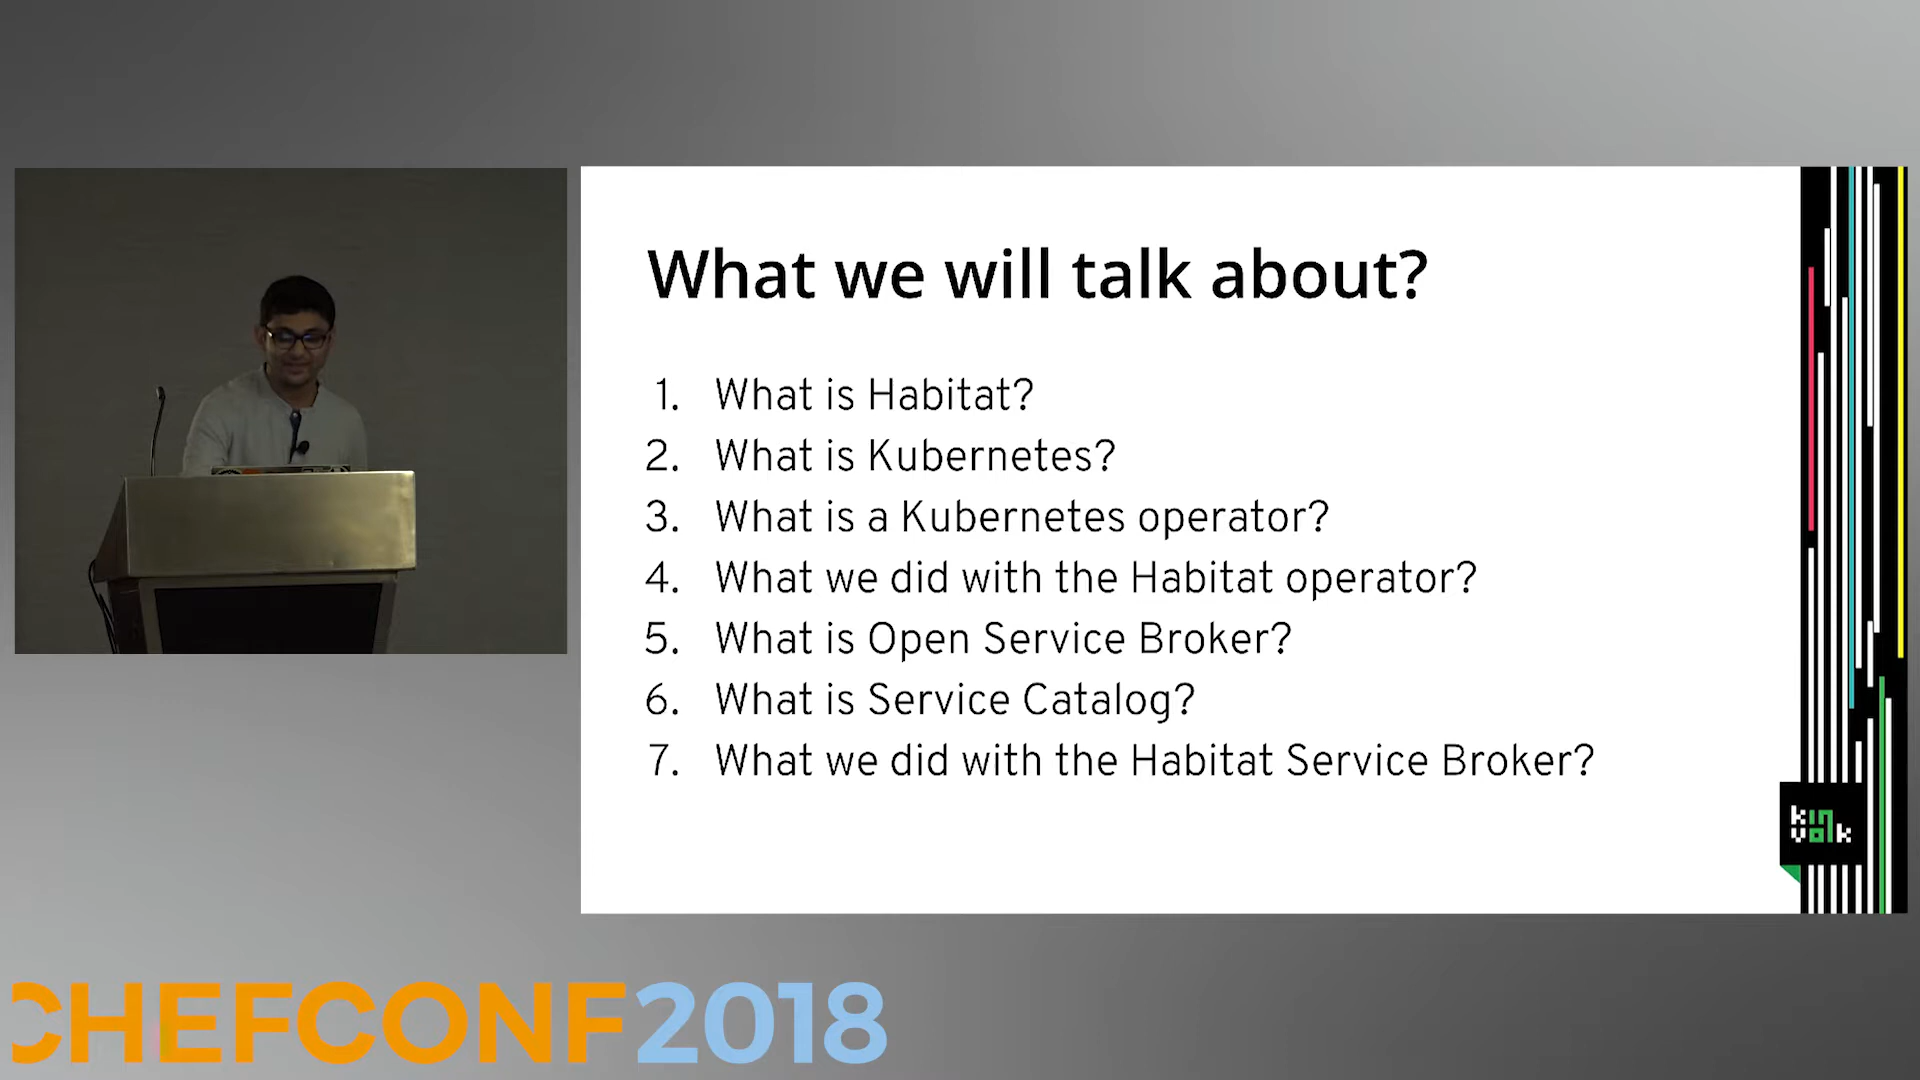 What we will talk about?
1. What is Habitat?
2. What is Kubernetes?
3. What is a Kubernetes operator?
4. What we did with the Habitat operator?
5. What is Open Service Broker?
6. What is Service Catalog?
7. What we did with the Habitat Service Broker?
kin
volk
CHEFCONF2018